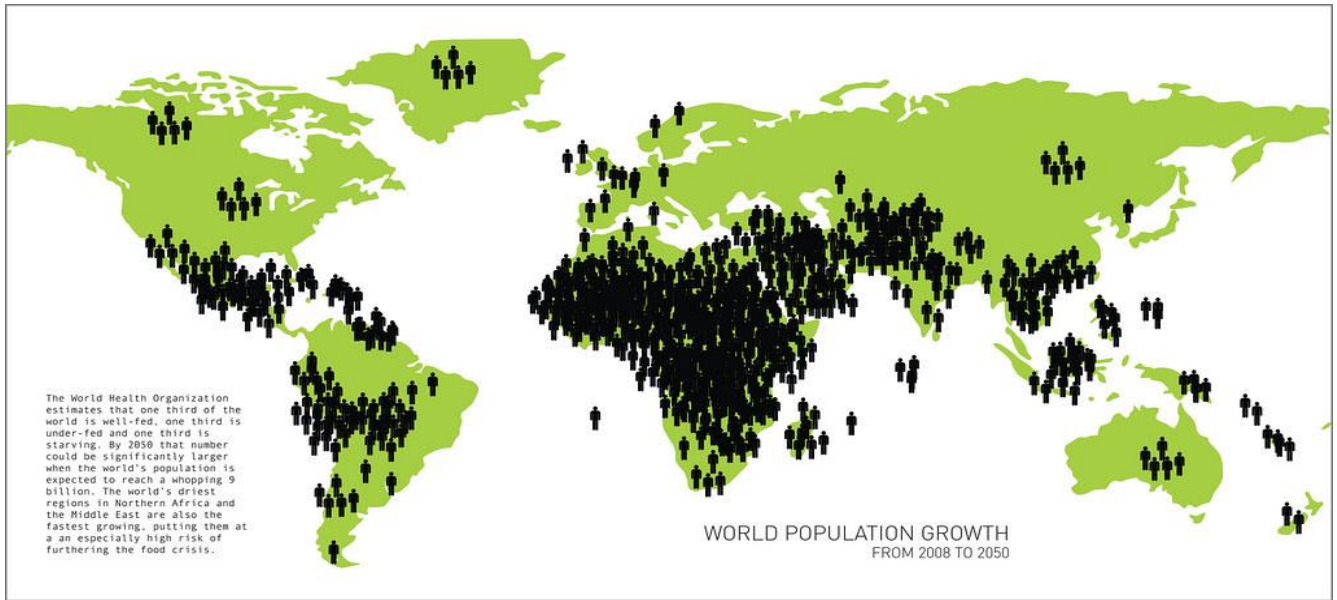 The World Health Organization
estimates that one third of the
world is well-fed, one third is
under-fed and one third is
starving. By 2050 that number
could be significantly larger
when the world's population is
expected to reach a whopping 9
billion. The world's driest
regions in Northern Africa and
the Middle East are also the
fastest growing, putting them at
a an especially high risk of
furthering the food crisis.
WORLD POPULATION GROWTH
FROM 2008 TO 2050